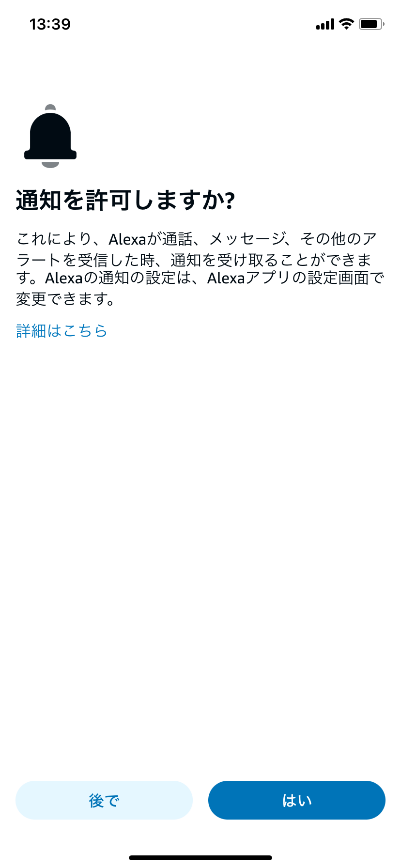 13:39
通知を許可しますか?
これにより、Alexaが通話、メッセージ、その他のア
ラートを受信した時、通知を受け取ることができま
す。Alexaの通知の設定は、Alexaアプリの設定画面で
変更できます。
詳細はこちら
後で
はい